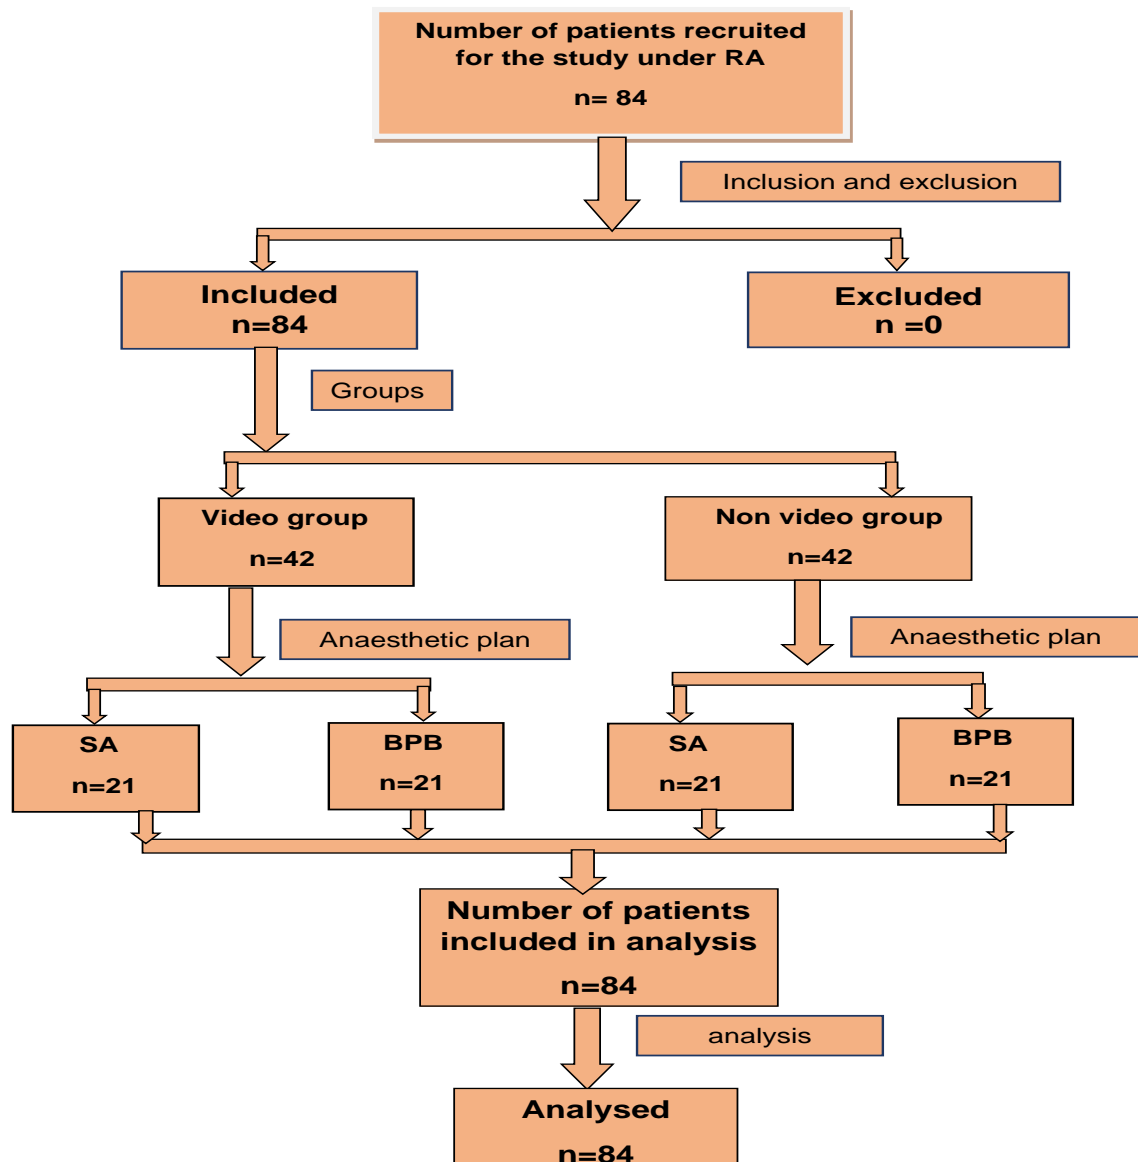 Number of patients recruited
for the study under RA
n= 84
Inclusion and exclusion
Included
n=84
Excluded
n =0
Groups
Video group
n=42
Non video group
n=42
Anaesthetic plan
Anaesthetic plan
SA
n=21
BPB
n=21
SA
n=21
BPB
n=21
Number of patients
included in analysis
n=84
analysis
Analysed
n=84